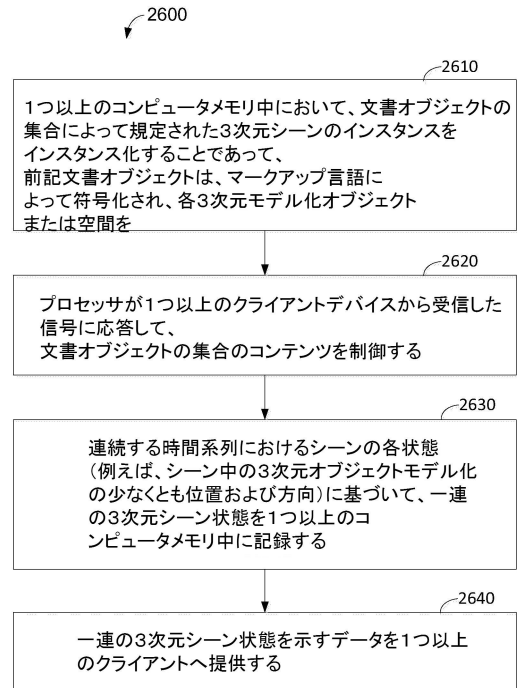 2600
2610
1つ以上のコンピュータメモリ中において、文書オブジェクトの
集合によって規定された3次元シーンのインスタンスを
インスタンス化することであって、
前記文書オブジェクトは、マークアップ言語に
よって符号化され、各3次元モデル化オブジェクト
または空間を
2620
プロセッサが1つ以上のクライアントデバイスから受信した
信号に応答して、
文書オブジェクトの集合のコンテンツを制御する
2630
連続する時間系列におけるシーンの各状態
(例えば、シーン中の3次元オブジェクトモデル化
の少なくとも位置および方向)に基づいて、一連
の3次元シーン状態を1つ以上のコ
ンピュータメモリ中に記録する
2640
一連の3次元シーン状態を示すデータを1つ以上
のクライアントへ提供する